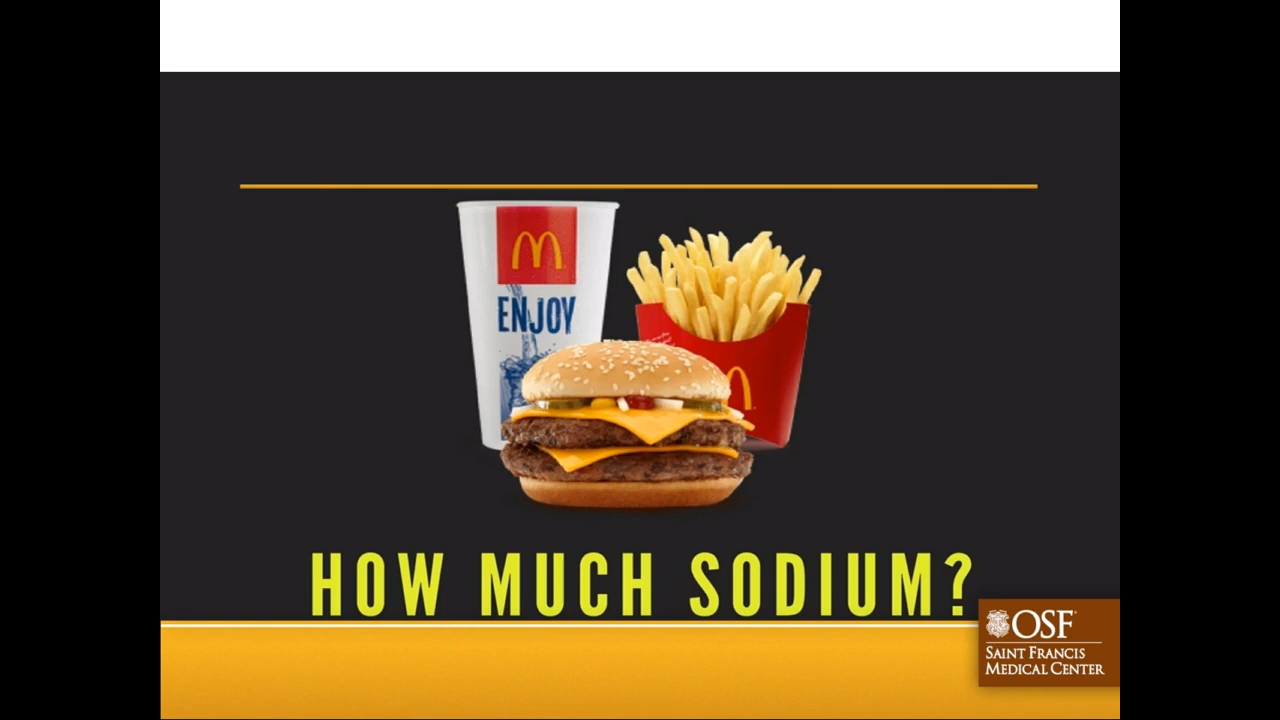 ENJOY
HOW MUCH SODIUM?
OSF
SAINT FRANCIS
MEDICAL CENTER